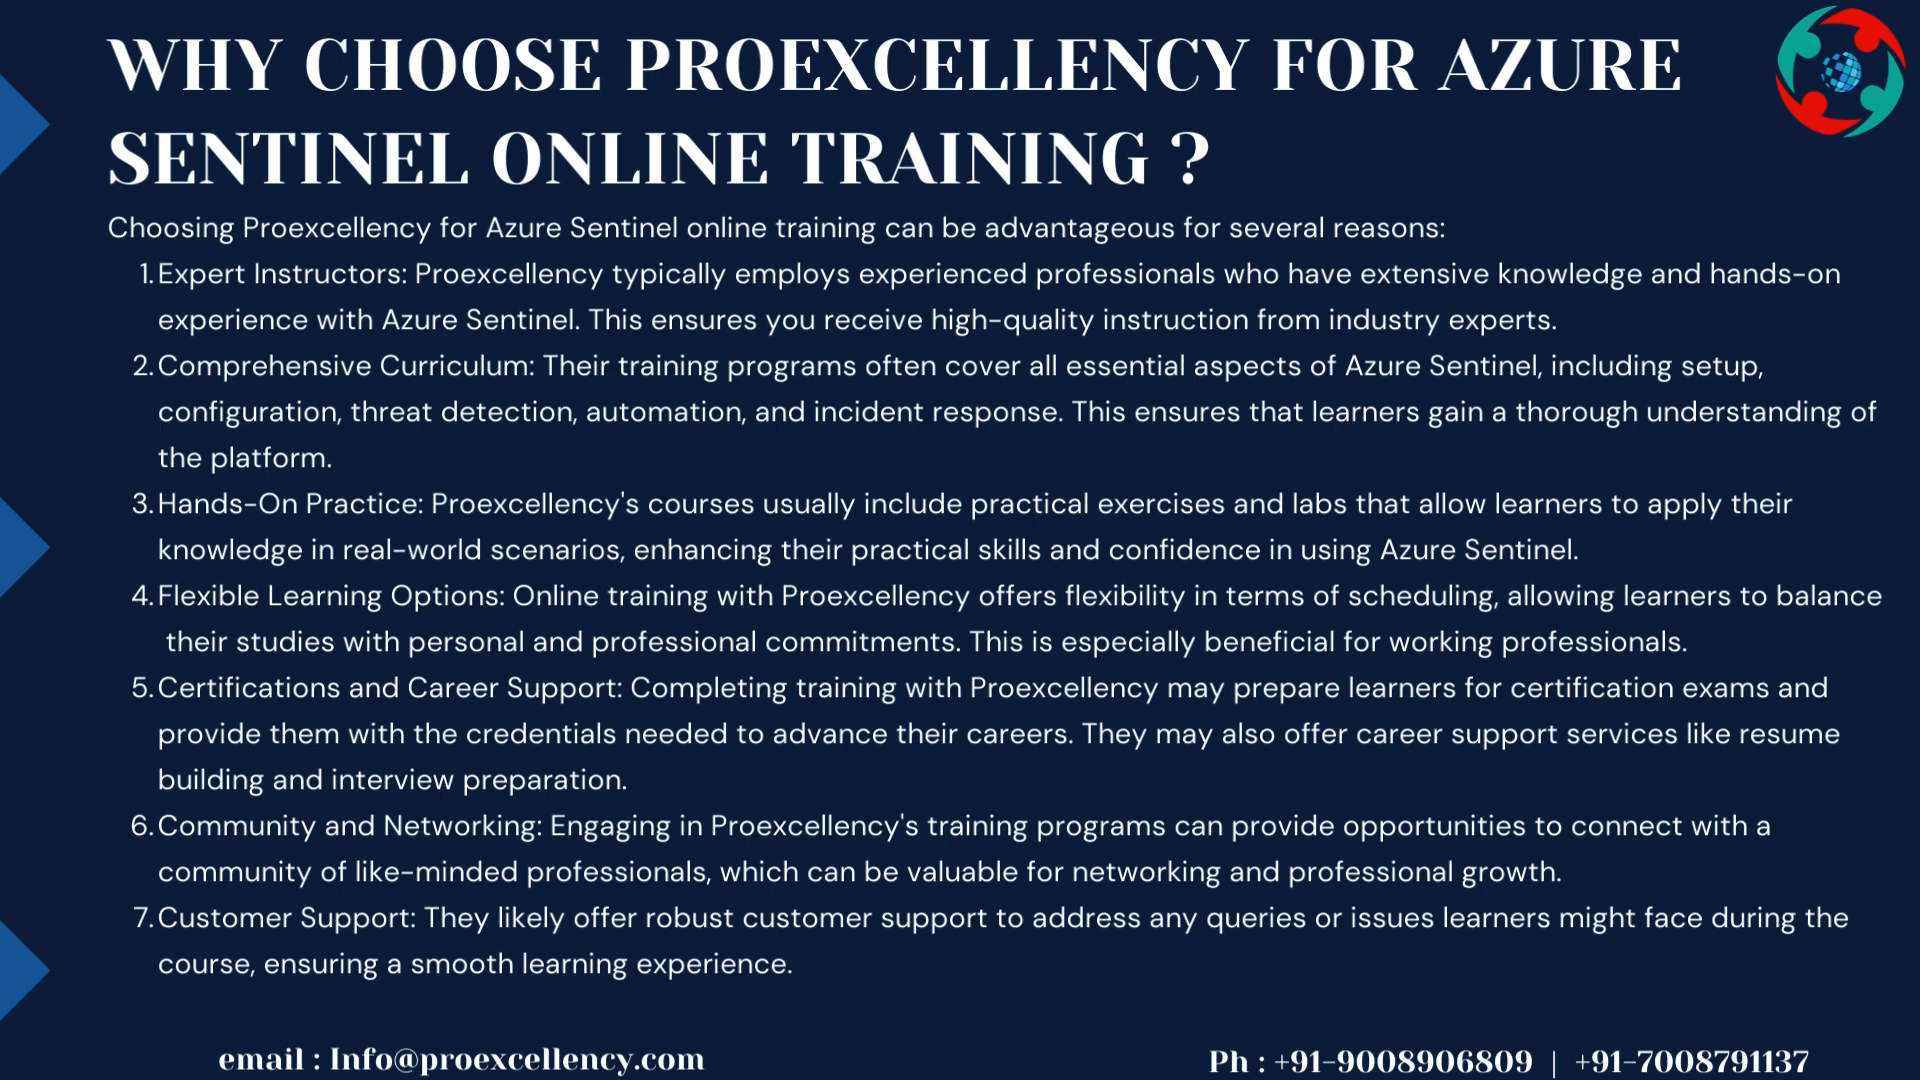 WHY CHOOSE PROEXCELLENCY FOR AZURE
SENTINEL ONLINE TRAINING ?
Choosing Proexcellency for Azure Sentinel online training can be advantageous for several reasons:
1. Expert Instructors: Proexcellency typically employs experienced professionals who have extensive knowledge and hands-on
experience with Azure Sentinel. This ensures you receive high-quality instruction from industry experts.
2. Comprehensive Curriculum: Their training programs often cover all essential aspects of Azure Sentinel, including setup,
configuration, threat detection, automation, and incident response. This ensures that learners gain a thorough understanding of
the platform.
3. Hands-On Practice: Proexcellency's courses usually include practical exercises and labs that allow learners to apply their
knowledge in real-world scenarios, enhancing their practical skills and confidence in using Azure Sentinel.
4. Flexible Learning Options: Online training with Proexcellency offers flexibility in terms of scheduling, allowing learners to balance
their studies with personal and professional commitments. This is especially beneficial for working professionals.
5. Certifications and Career Support: Completing training with Proexcellency may prepare learners for certification exams and
provide them with the credentials needed to advance their careers. They may also offer career support services like resume
building and interview preparation.
6. Community and Networking: Engaging in Proexcellency's training programs can provide opportunities to connect with a
community of like-minded professionals, which can be valuable for networking and professional growth.
7. Customer Support: They likely offer robust customer support to address any queries or issues learners might face during the
course, ensuring a smooth learning experience.
email : Info@proexcellency.com
Ph : +91-9008906809 | +91-7008791137